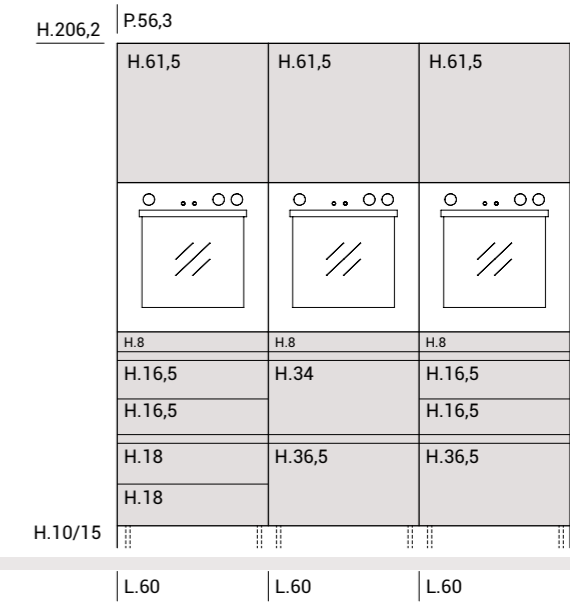 H.206,2 P.56,3
H.61,5 H.61,5 H.61,5
H.8 H.8 H.8
H.16,5 H.34 H.16,5
H.16,5 H.16,5
H.18 H.36,5 H.36,5
H.18
H.10/15
L.60 L.60 L.60